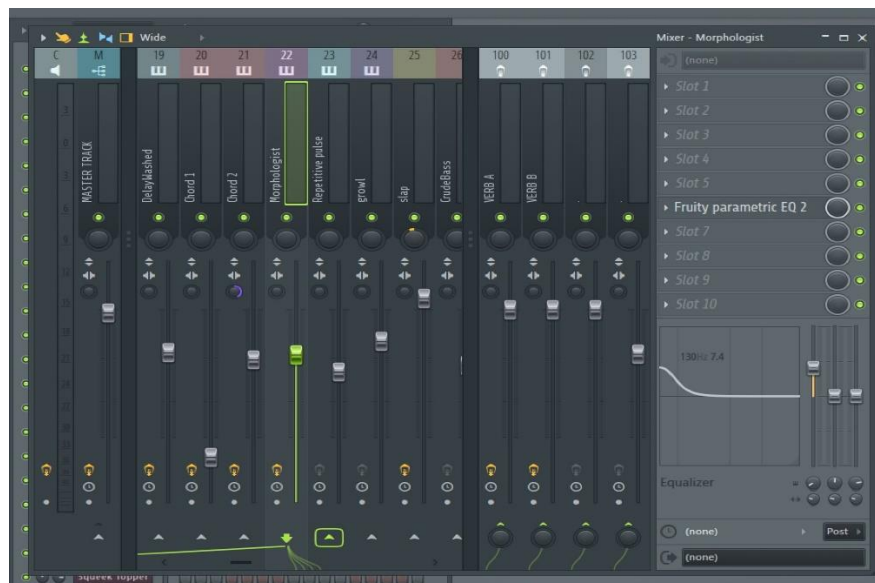 Wide
Mixer - Morphologist
C
M
19
20
21
22
23
24
25
26
100
101
102
103
(none)
Slot 1
Slot 2
Slot 3
Slot 4
Slot 5
Fruity parametric EQ 2
Slot 7
Slot 8
Slot 9
Slot 10
MASTER TRACK
DelayWashed
Chord 1
Chord 2
Morphologist
Repetitive pulse
growl
slap
CrudeBass
VERB A
VERB B
130Hz 7.4
Equalizer
(none)
Post
(none)
squeek Topper